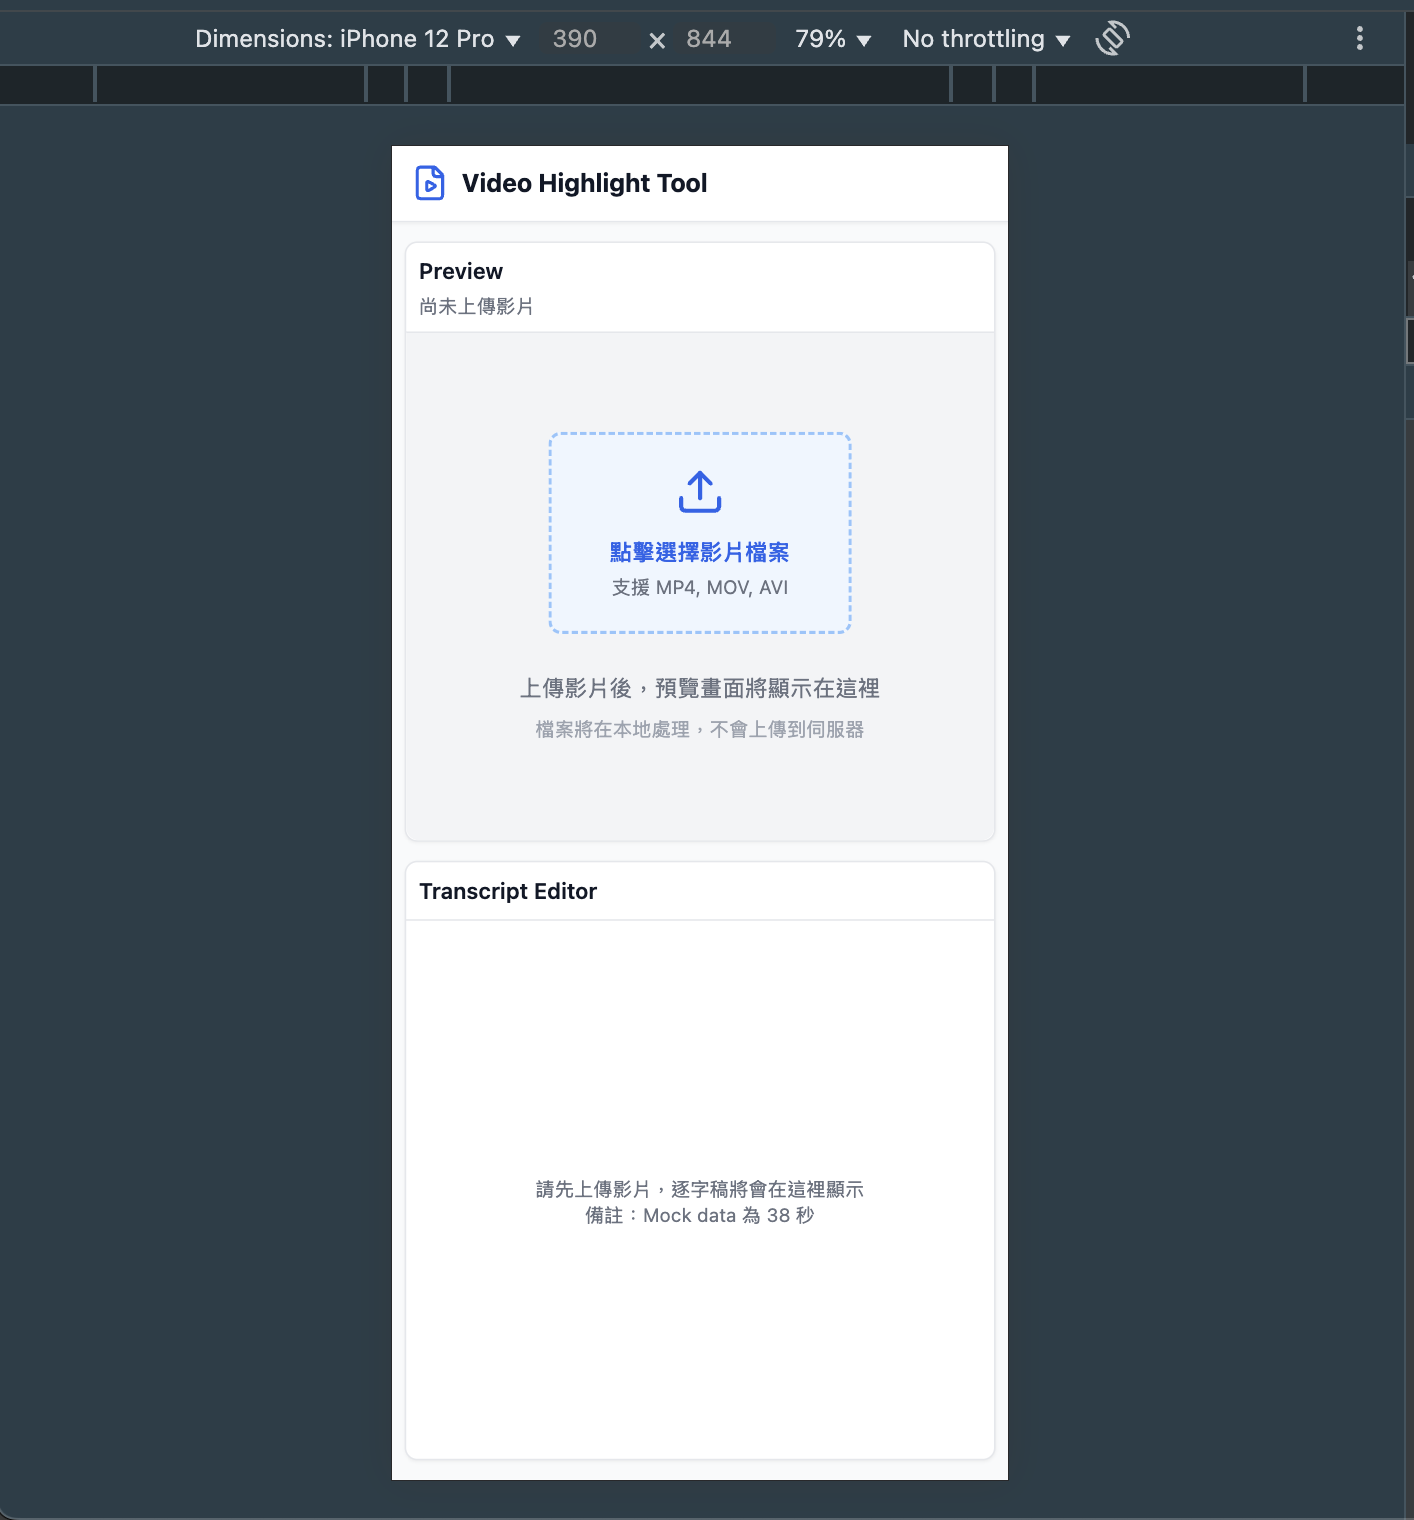 Dimensions: iPhone 12 Pro ▼ 390 × 844 79% ▼ No throttling ▼
Video Highlight Tool
Preview
尚未上傳影片
點擊選擇影片檔案
支援 MP4, MOV, AVI
上傳影片後，預覽畫面將顯示在這裡
檔案將在本地處理，不會上傳到伺服器
Transcript Editor
請先上傳影片，逐字稿將會在這裡顯示
備註：Mock data 為 38 秒